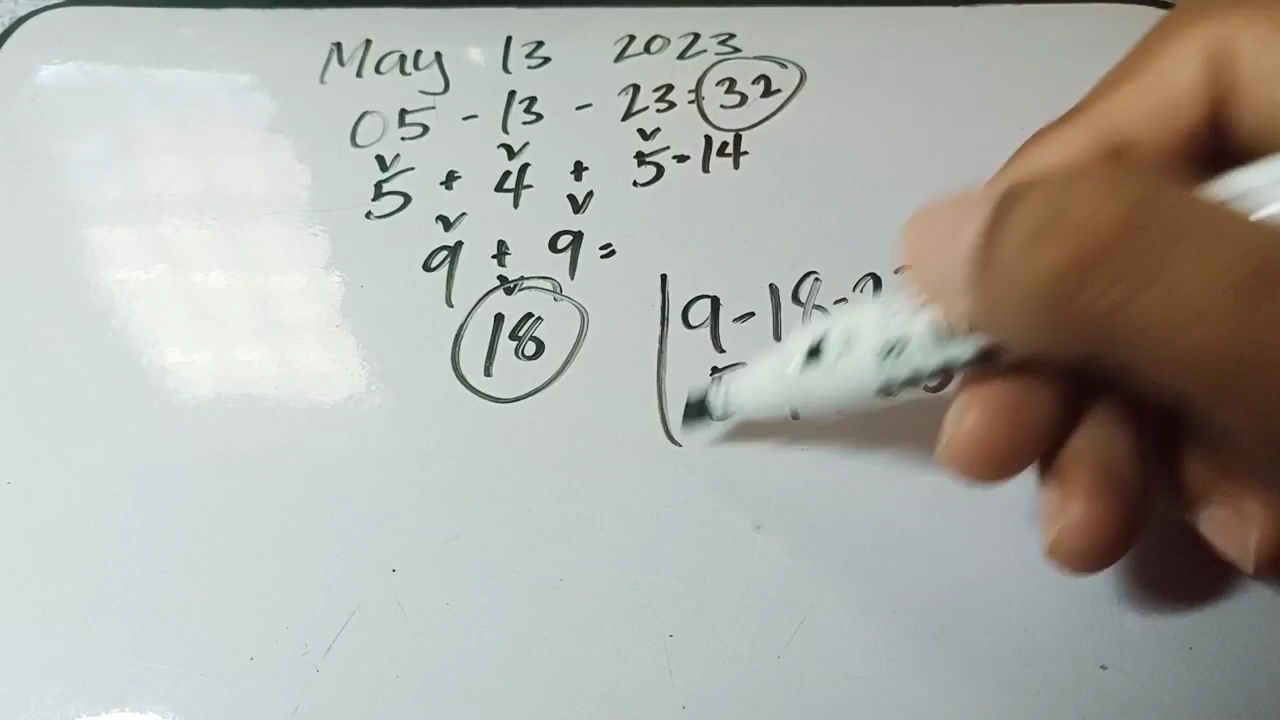 May 13 2023
05 - 13 - 23 = 32
5 + 4 + 5 - 14
9 + 9 =
18
9 - 18 -